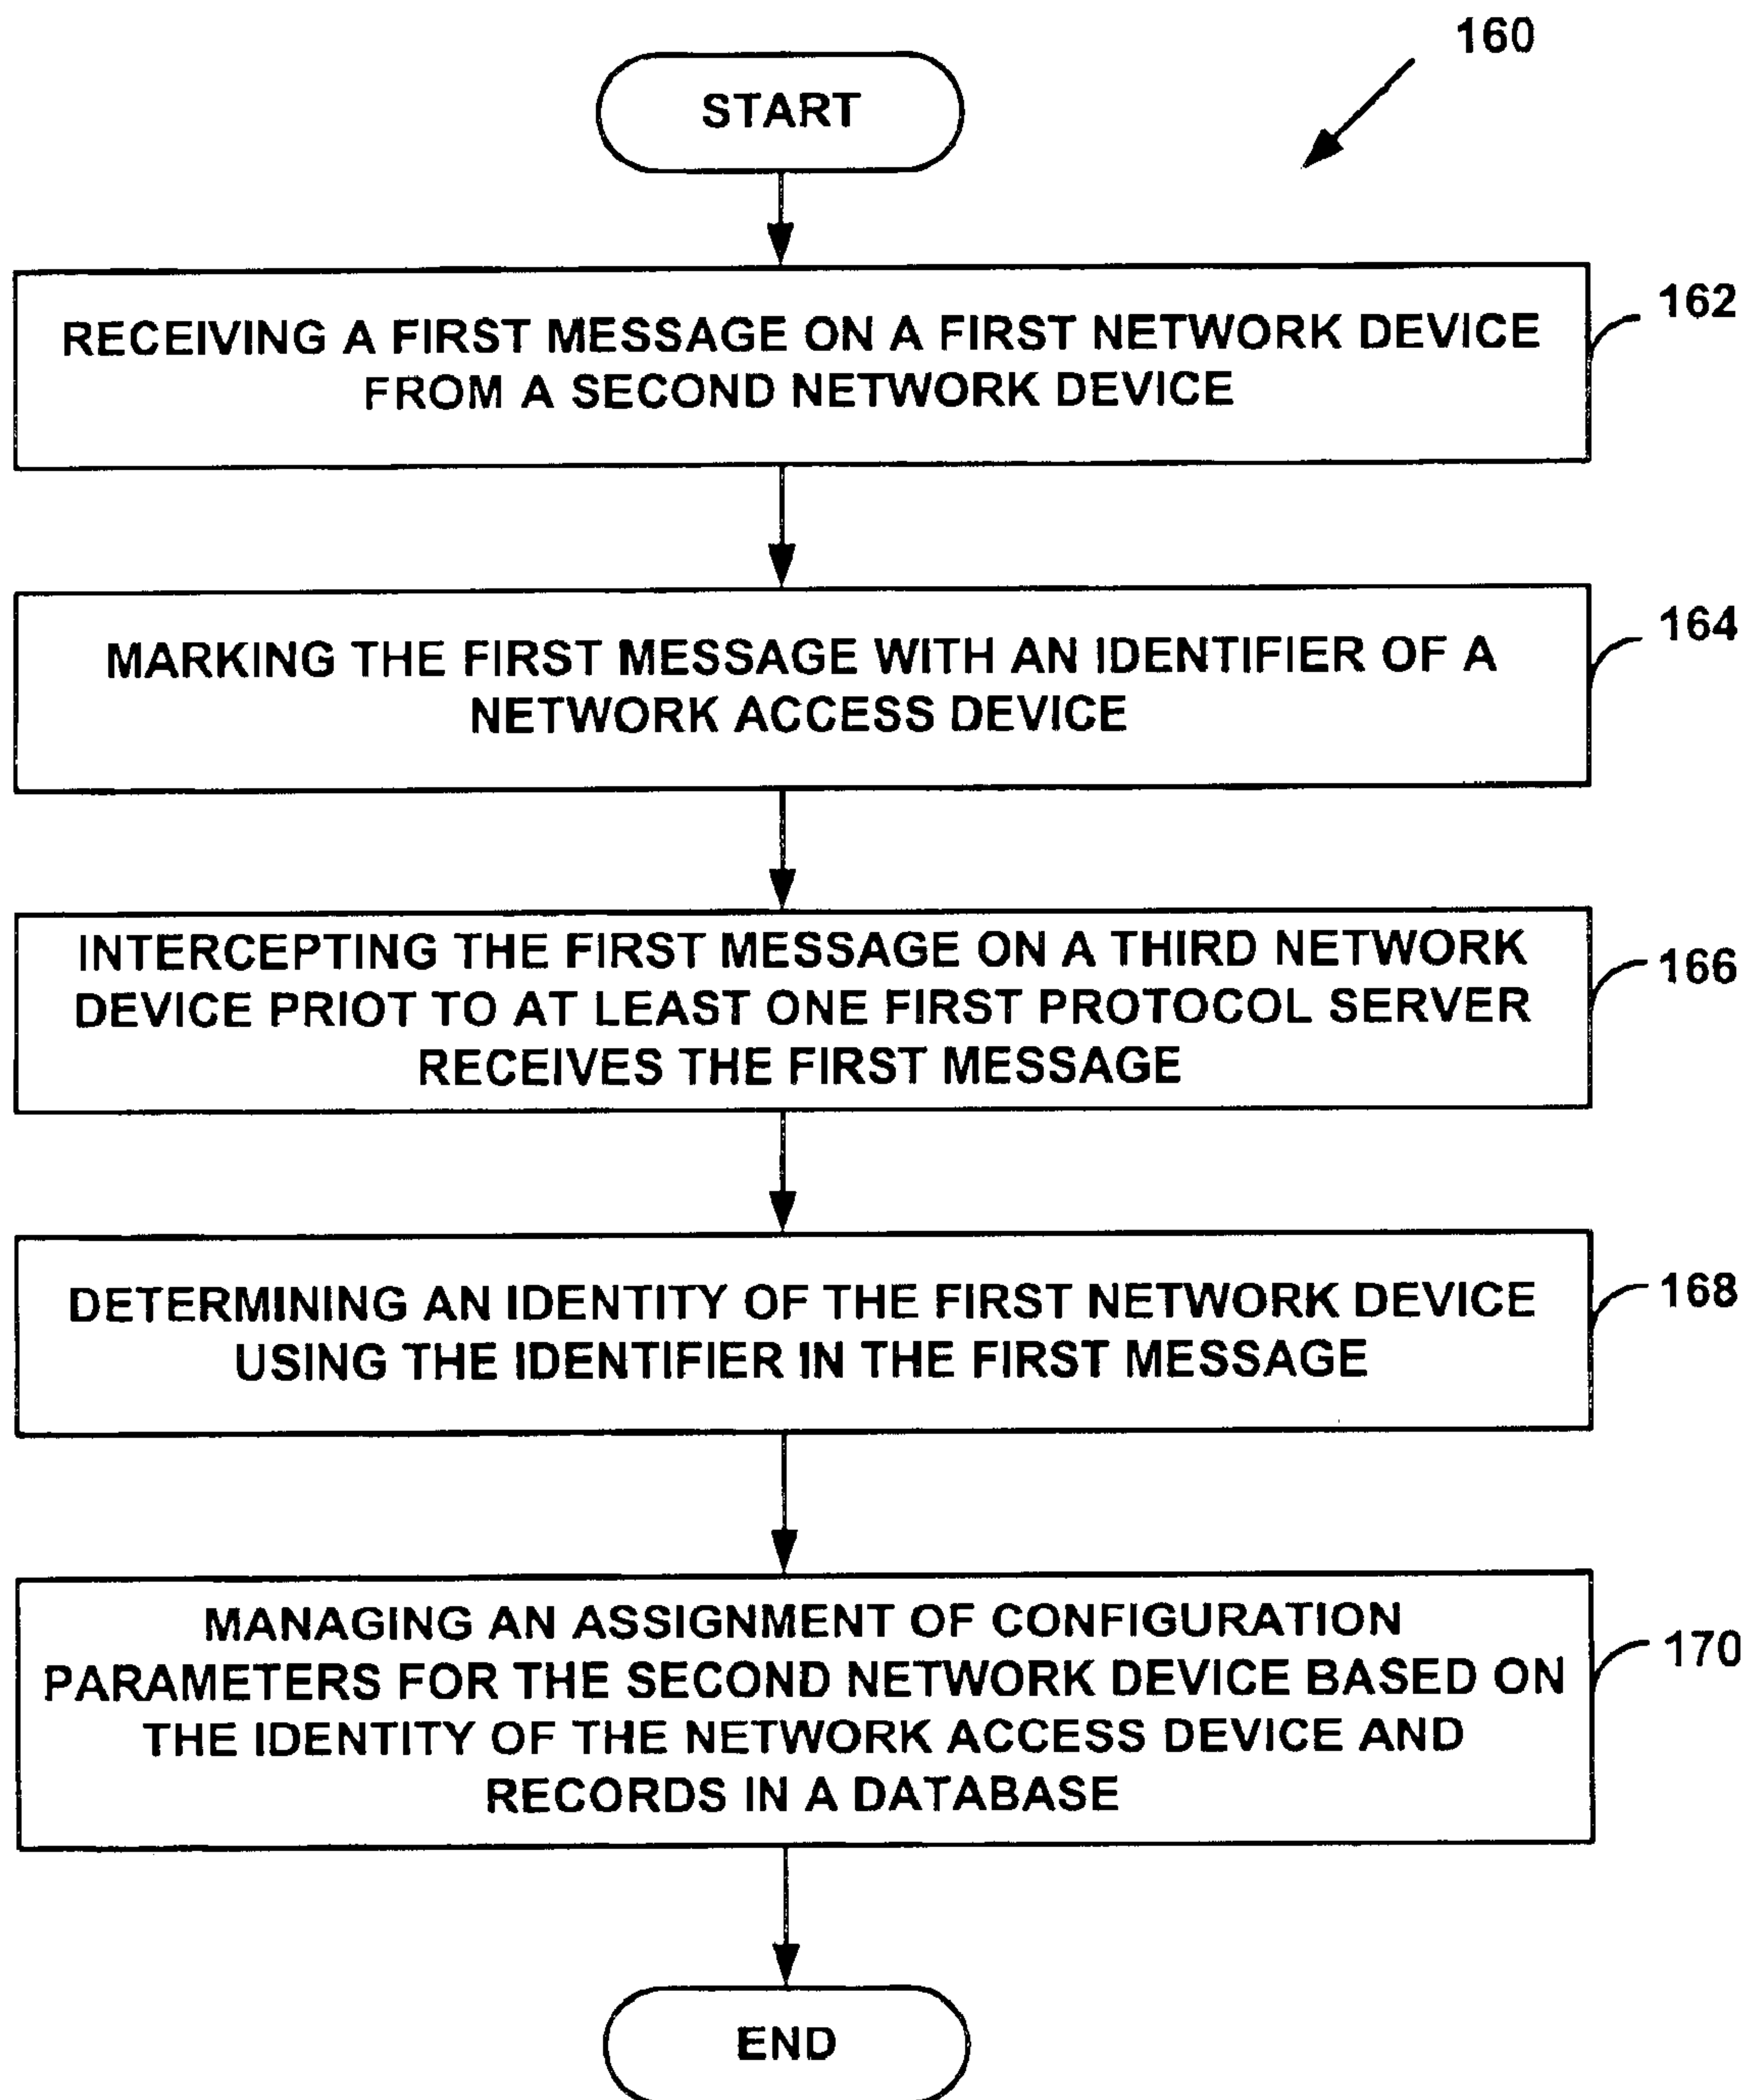 160
START
RECEIVING A FIRST MESSAGE ON A FIRST NETWORK DEVICE
FROM A SECOND NETWORK DEVICE
162
MARKING THE FIRST MESSAGE WITH AN IDENTIFIER OF A
NETWORK ACCESS DEVICE
164
INTERCEPTING THE FIRST MESSAGE ON A THIRD NETWORK
DEVICE PRIOT TO AT LEAST ONE FIRST PROTOCOL SERVER
RECEIVES THE FIRST MESSAGE
166
DETERMINING AN IDENTITY OF THE FIRST NETWORK DEVICE
USING THE IDENTIFIER IN THE FIRST MESSAGE
168
MANAGING AN ASSIGNMENT OF CONFIGURATION
PARAMETERS FOR THE SECOND NETWORK DEVICE BASED ON
THE IDENTITY OF THE NETWORK ACCESS DEVICE AND
RECORDS IN A DATABASE
170
END